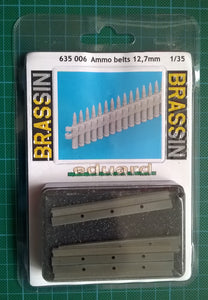 635 006 Ammo belts 12,7mm 1/35
BRASSIN
BRASSIN
eduard